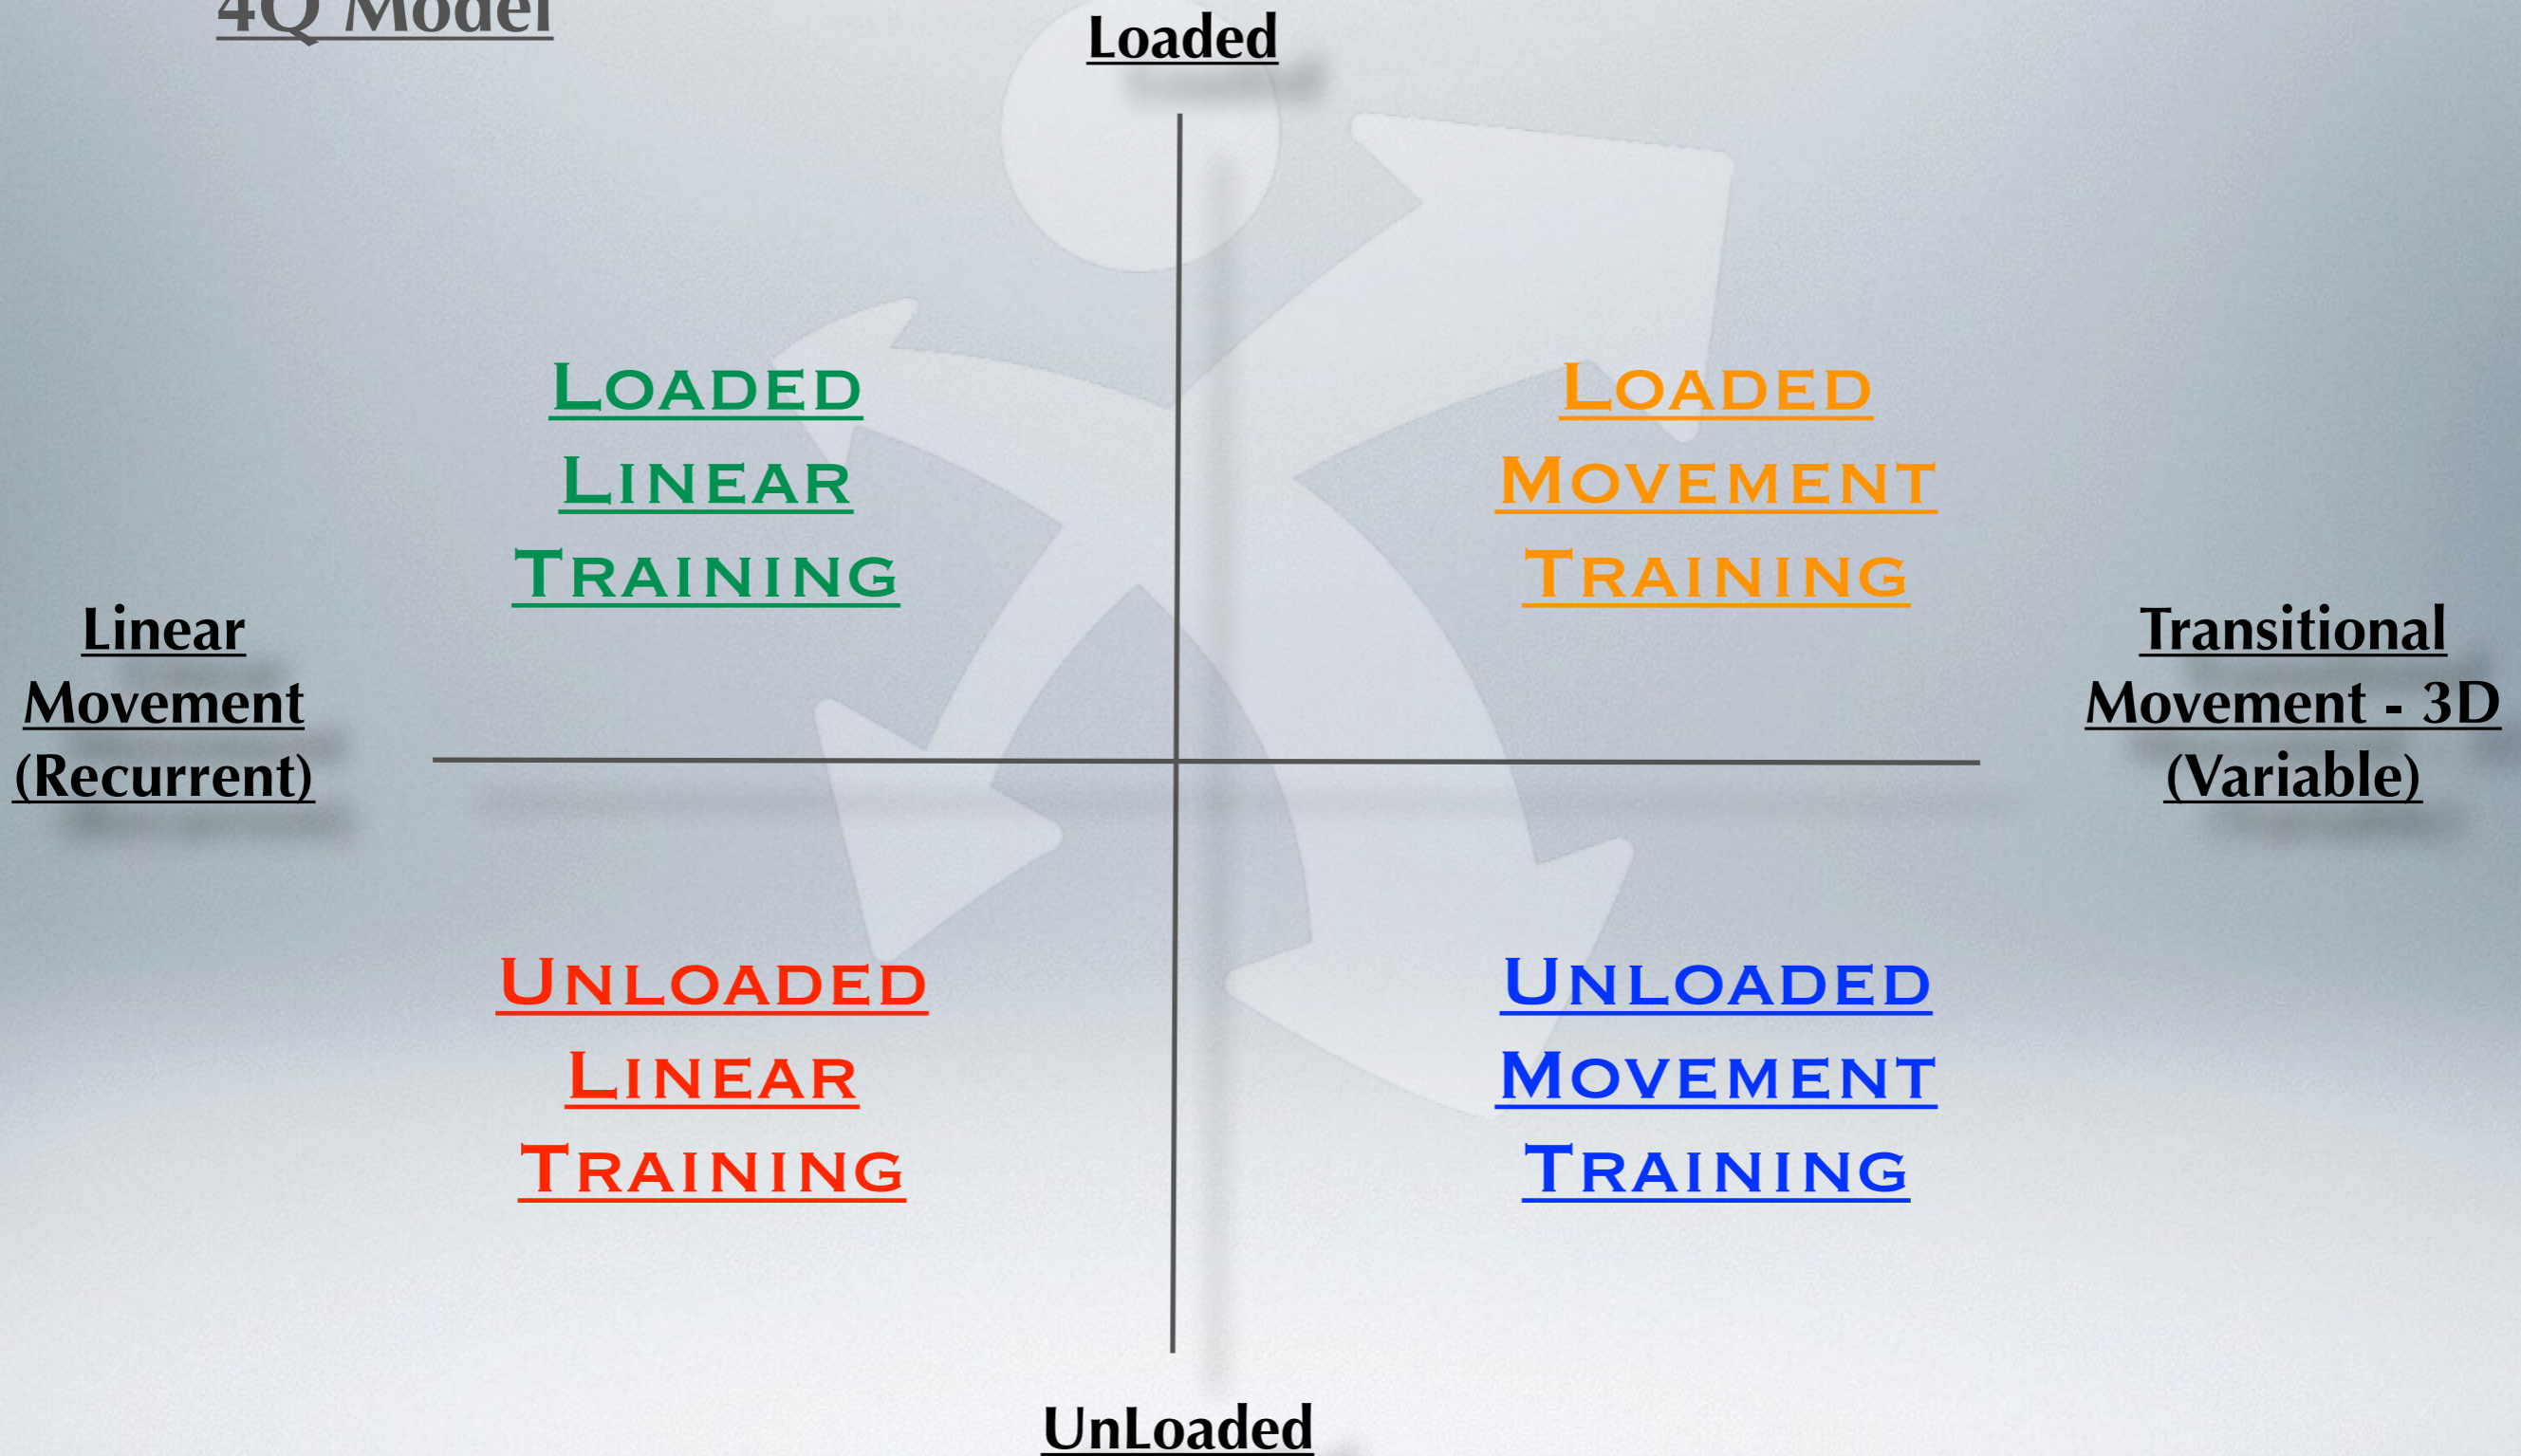 4Q Model
Loaded
Loaded
Linear
Training
Loaded
Movement
Training
Linear
Movement
(Recurrent)
Transitional
Movement - 3D
(Variable)
Unloaded
Linear
Training
Unloaded
Movement
Training
UnLoaded